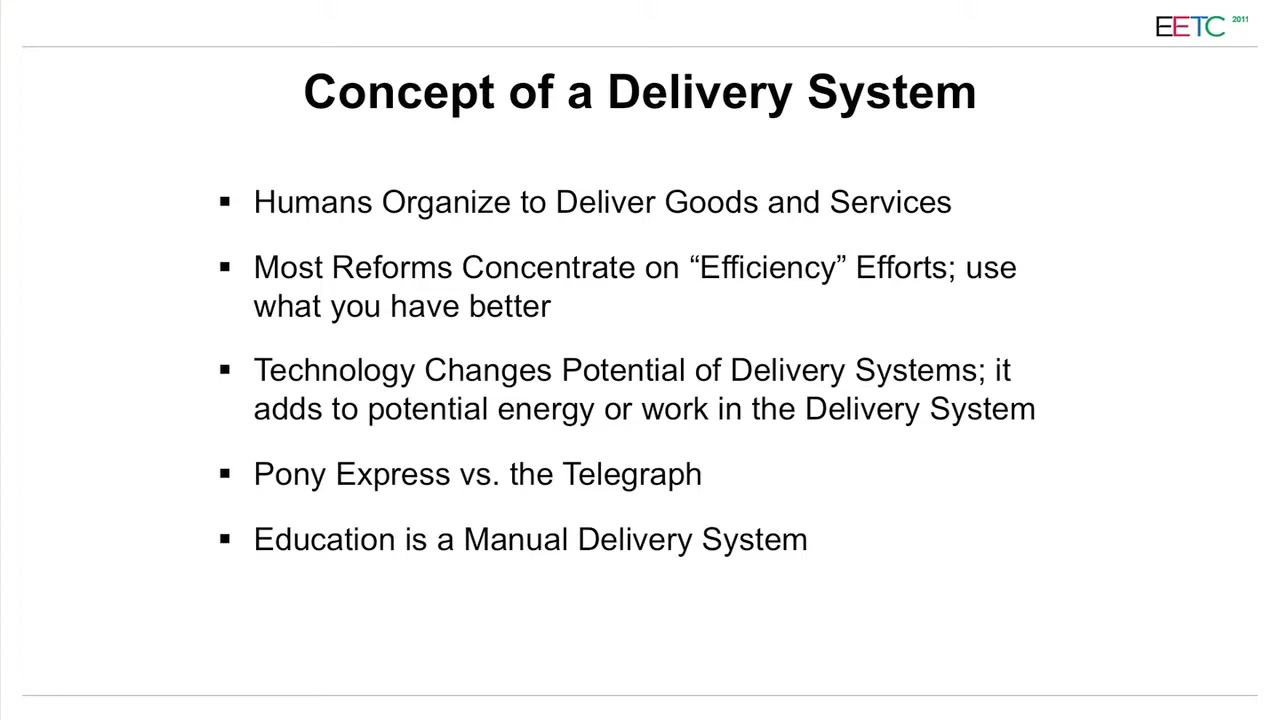 EETC 2011
Concept of a Delivery System
▪ Humans Organize to Deliver Goods and Services
▪ Most Reforms Concentrate on “Efficiency” Efforts; use
what you have better
▪ Technology Changes Potential of Delivery Systems; it
adds to potential energy or work in the Delivery System
▪ Pony Express vs. the Telegraph
▪ Education is a Manual Delivery System